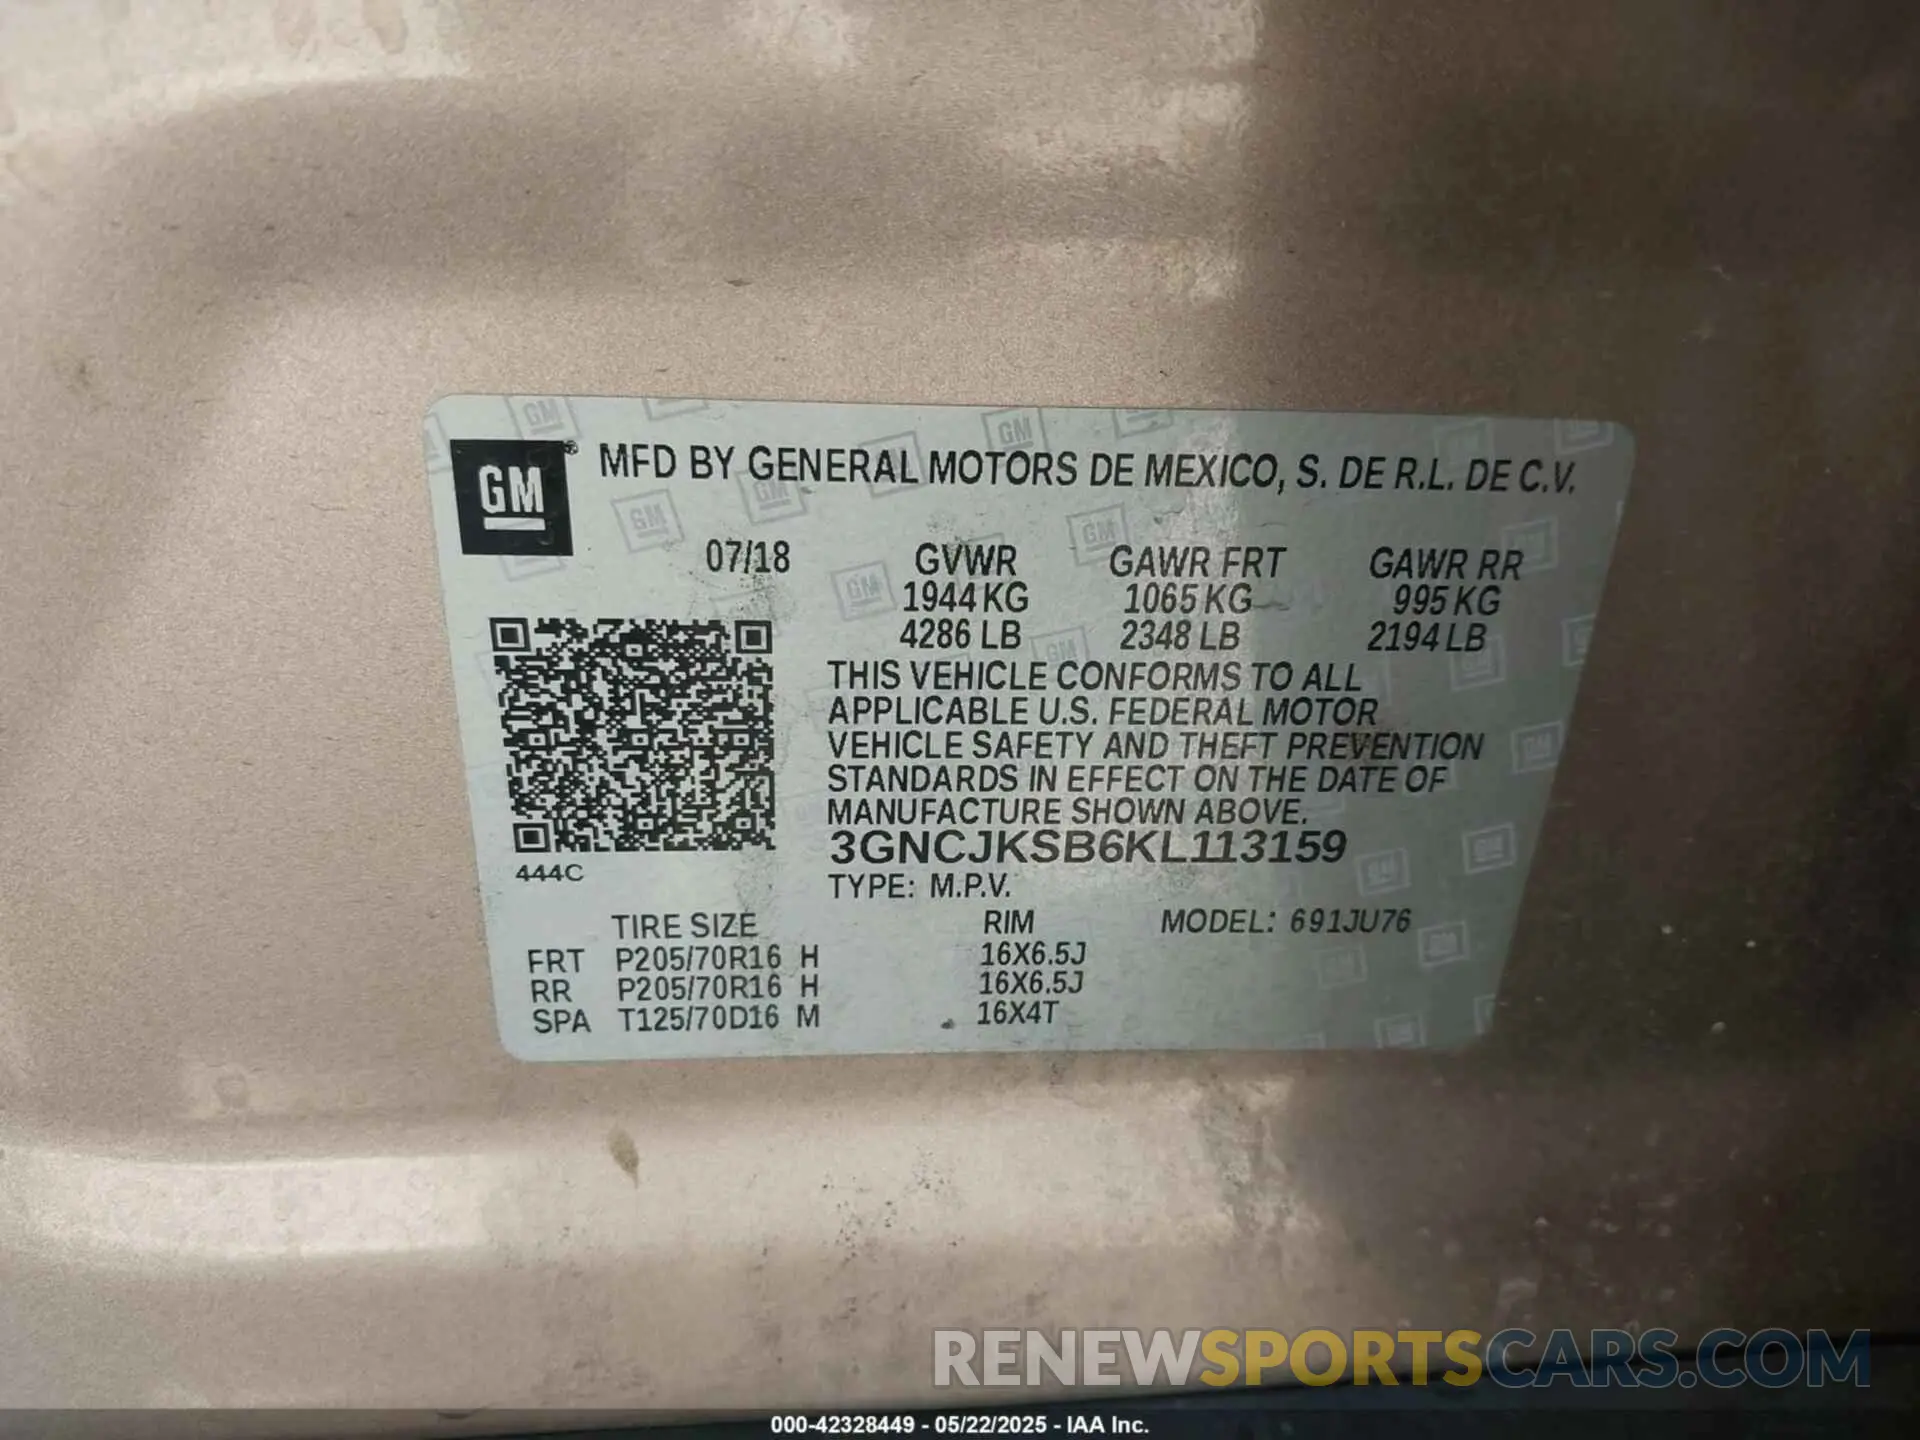 GM® MFD BY GENERAL MOTORS DE MEXICO, S. DE R.L. DE C.V.
07/18 GVWR GAWR FRT GAWR RR
1944 KG 1065 KG 995 KG
4286 LB 2348 LB 2194 LB
THIS VEHICLE CONFORMS TO ALL
APPLICABLE U.S. FEDERAL MOTOR
VEHICLE SAFETY AND THEFT PREVENTION
STANDARDS IN EFFECT ON THE DATE OF
MANUFACTURE SHOWN ABOVE.
3GNCJKSB6KL113159
444C
TYPE: M.P.V.
TIRE SIZE RIM MODEL: 691JU76
FRT P205/70R16 H 16X6.5J
RR P205/70R16 H 16X6.5J
SPA T125/70D16 M 16X4T
RENEWSPORTSCARS.COM
000-42328449 - 05/22/2025 - IAA Inc.